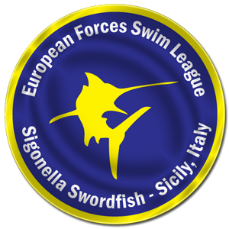 European Forces Swim League
Sigonella Swordfish - Sicily, Italy